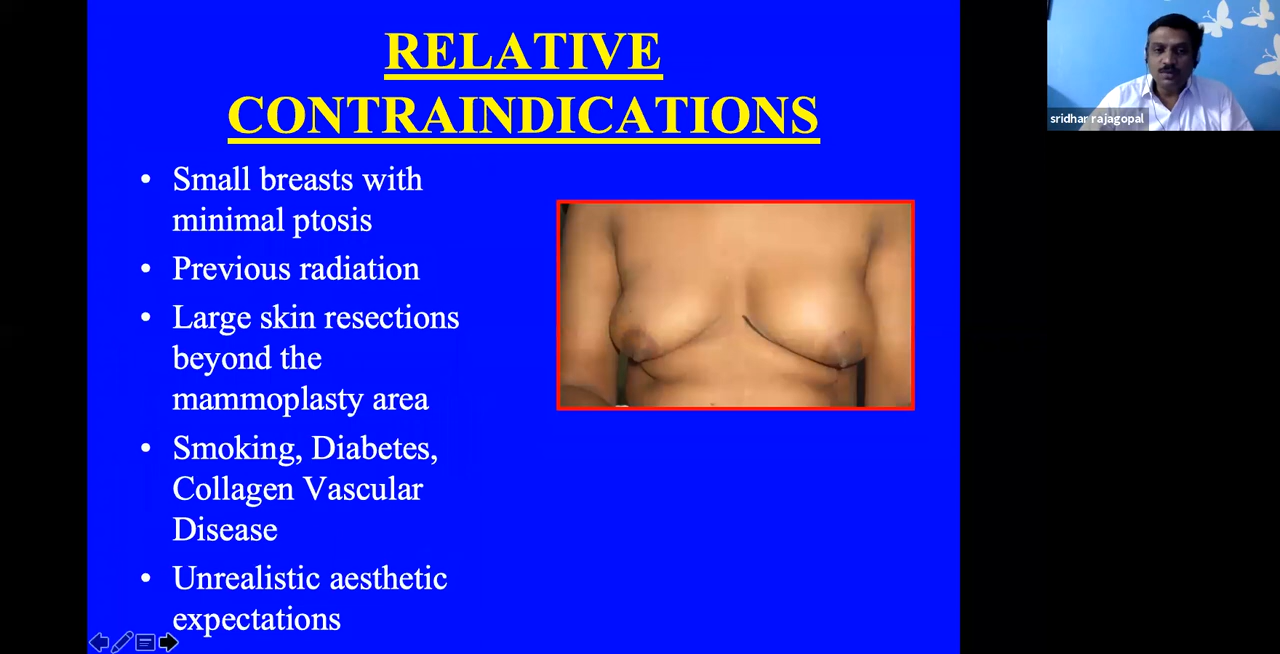 RELATIVE
CONTRAINDICATIONS
• Small breasts with
minimal ptosis
• Previous radiation
• Large skin resections
beyond the
mammoplasty area
• Smoking, Diabetes,
Collagen Vascular
Disease
• Unrealistic aesthetic
expectations
sridhar rajagopal